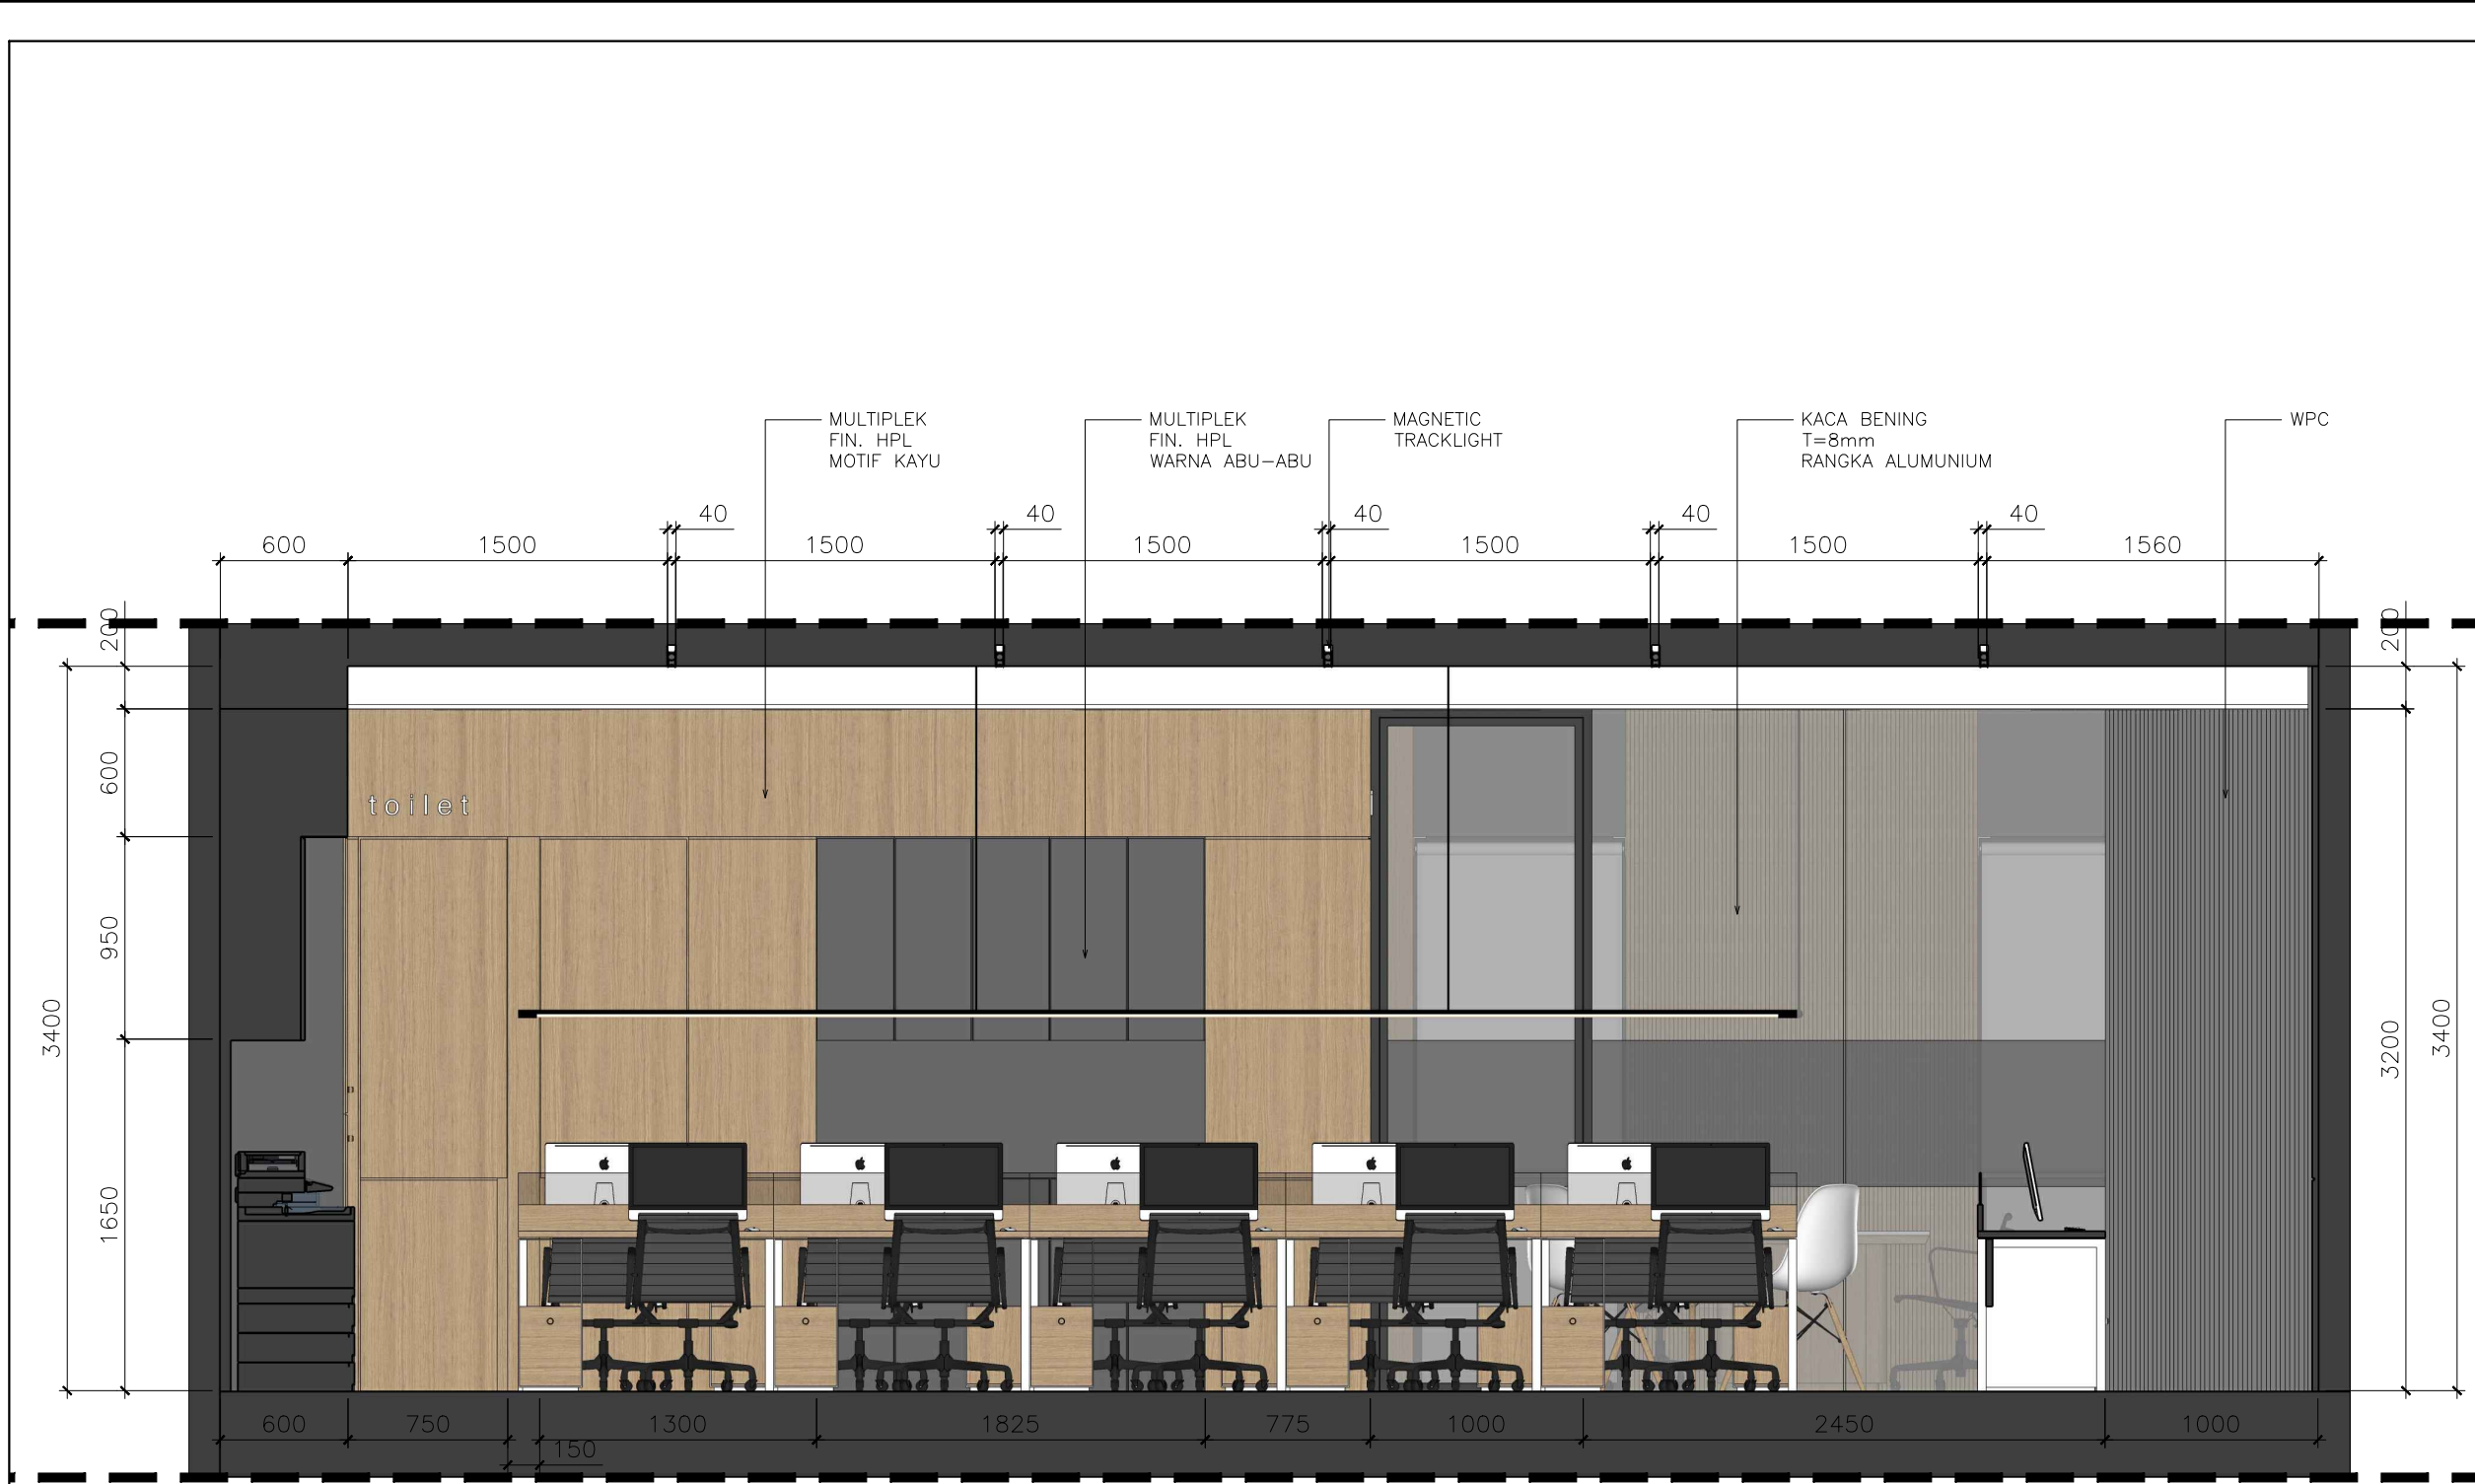 MULTIPLEK
FIN. HPL
MOTIF KAYU
MULTIPLEK
FIN. HPL
WARNA ABU-ABU
MAGNETIC
TRACKLIGHT
KACA BENING
T=8mm
RANGKA ALUMUNIUM
WPC
40 40 40 40 40
600 1500 1500 1500 1500 1500 1560
200
600
950
1650
3400
toilet
200
3200
3400
600 750 1300 1825 775 1000 2450 1000
150